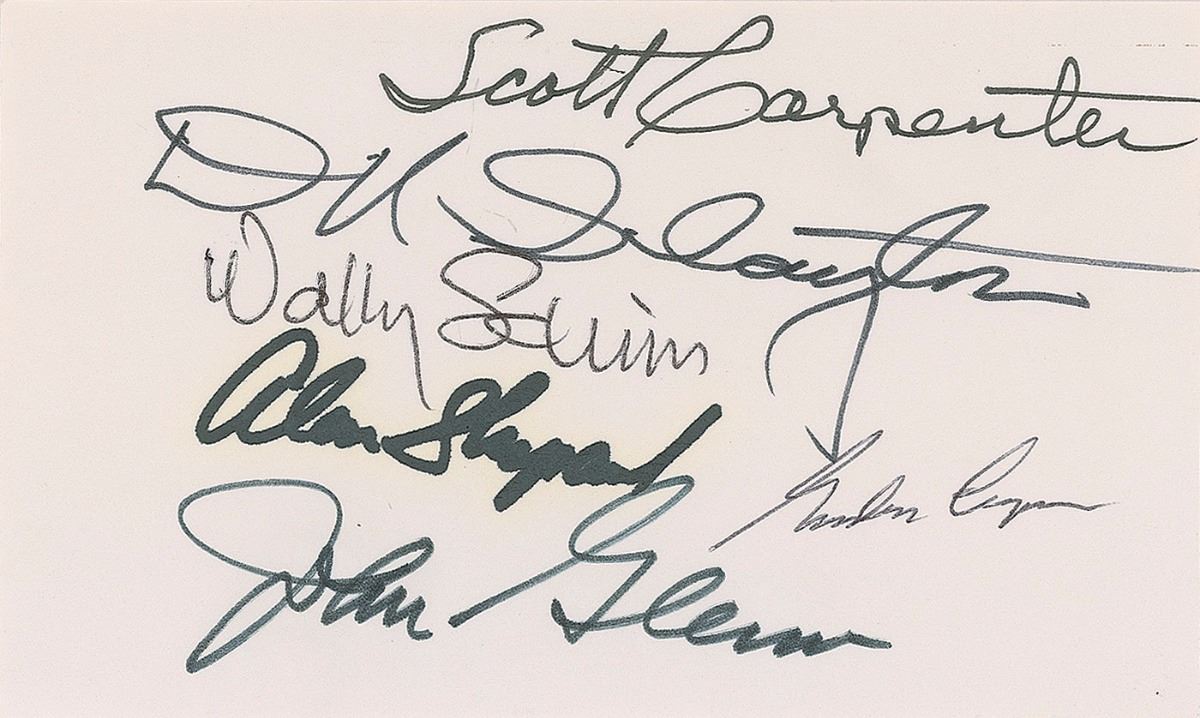 Scott Carpenter
D K Slayton
Wally Schirra
Alan Shepard
Gordon Cooper
John Glenn